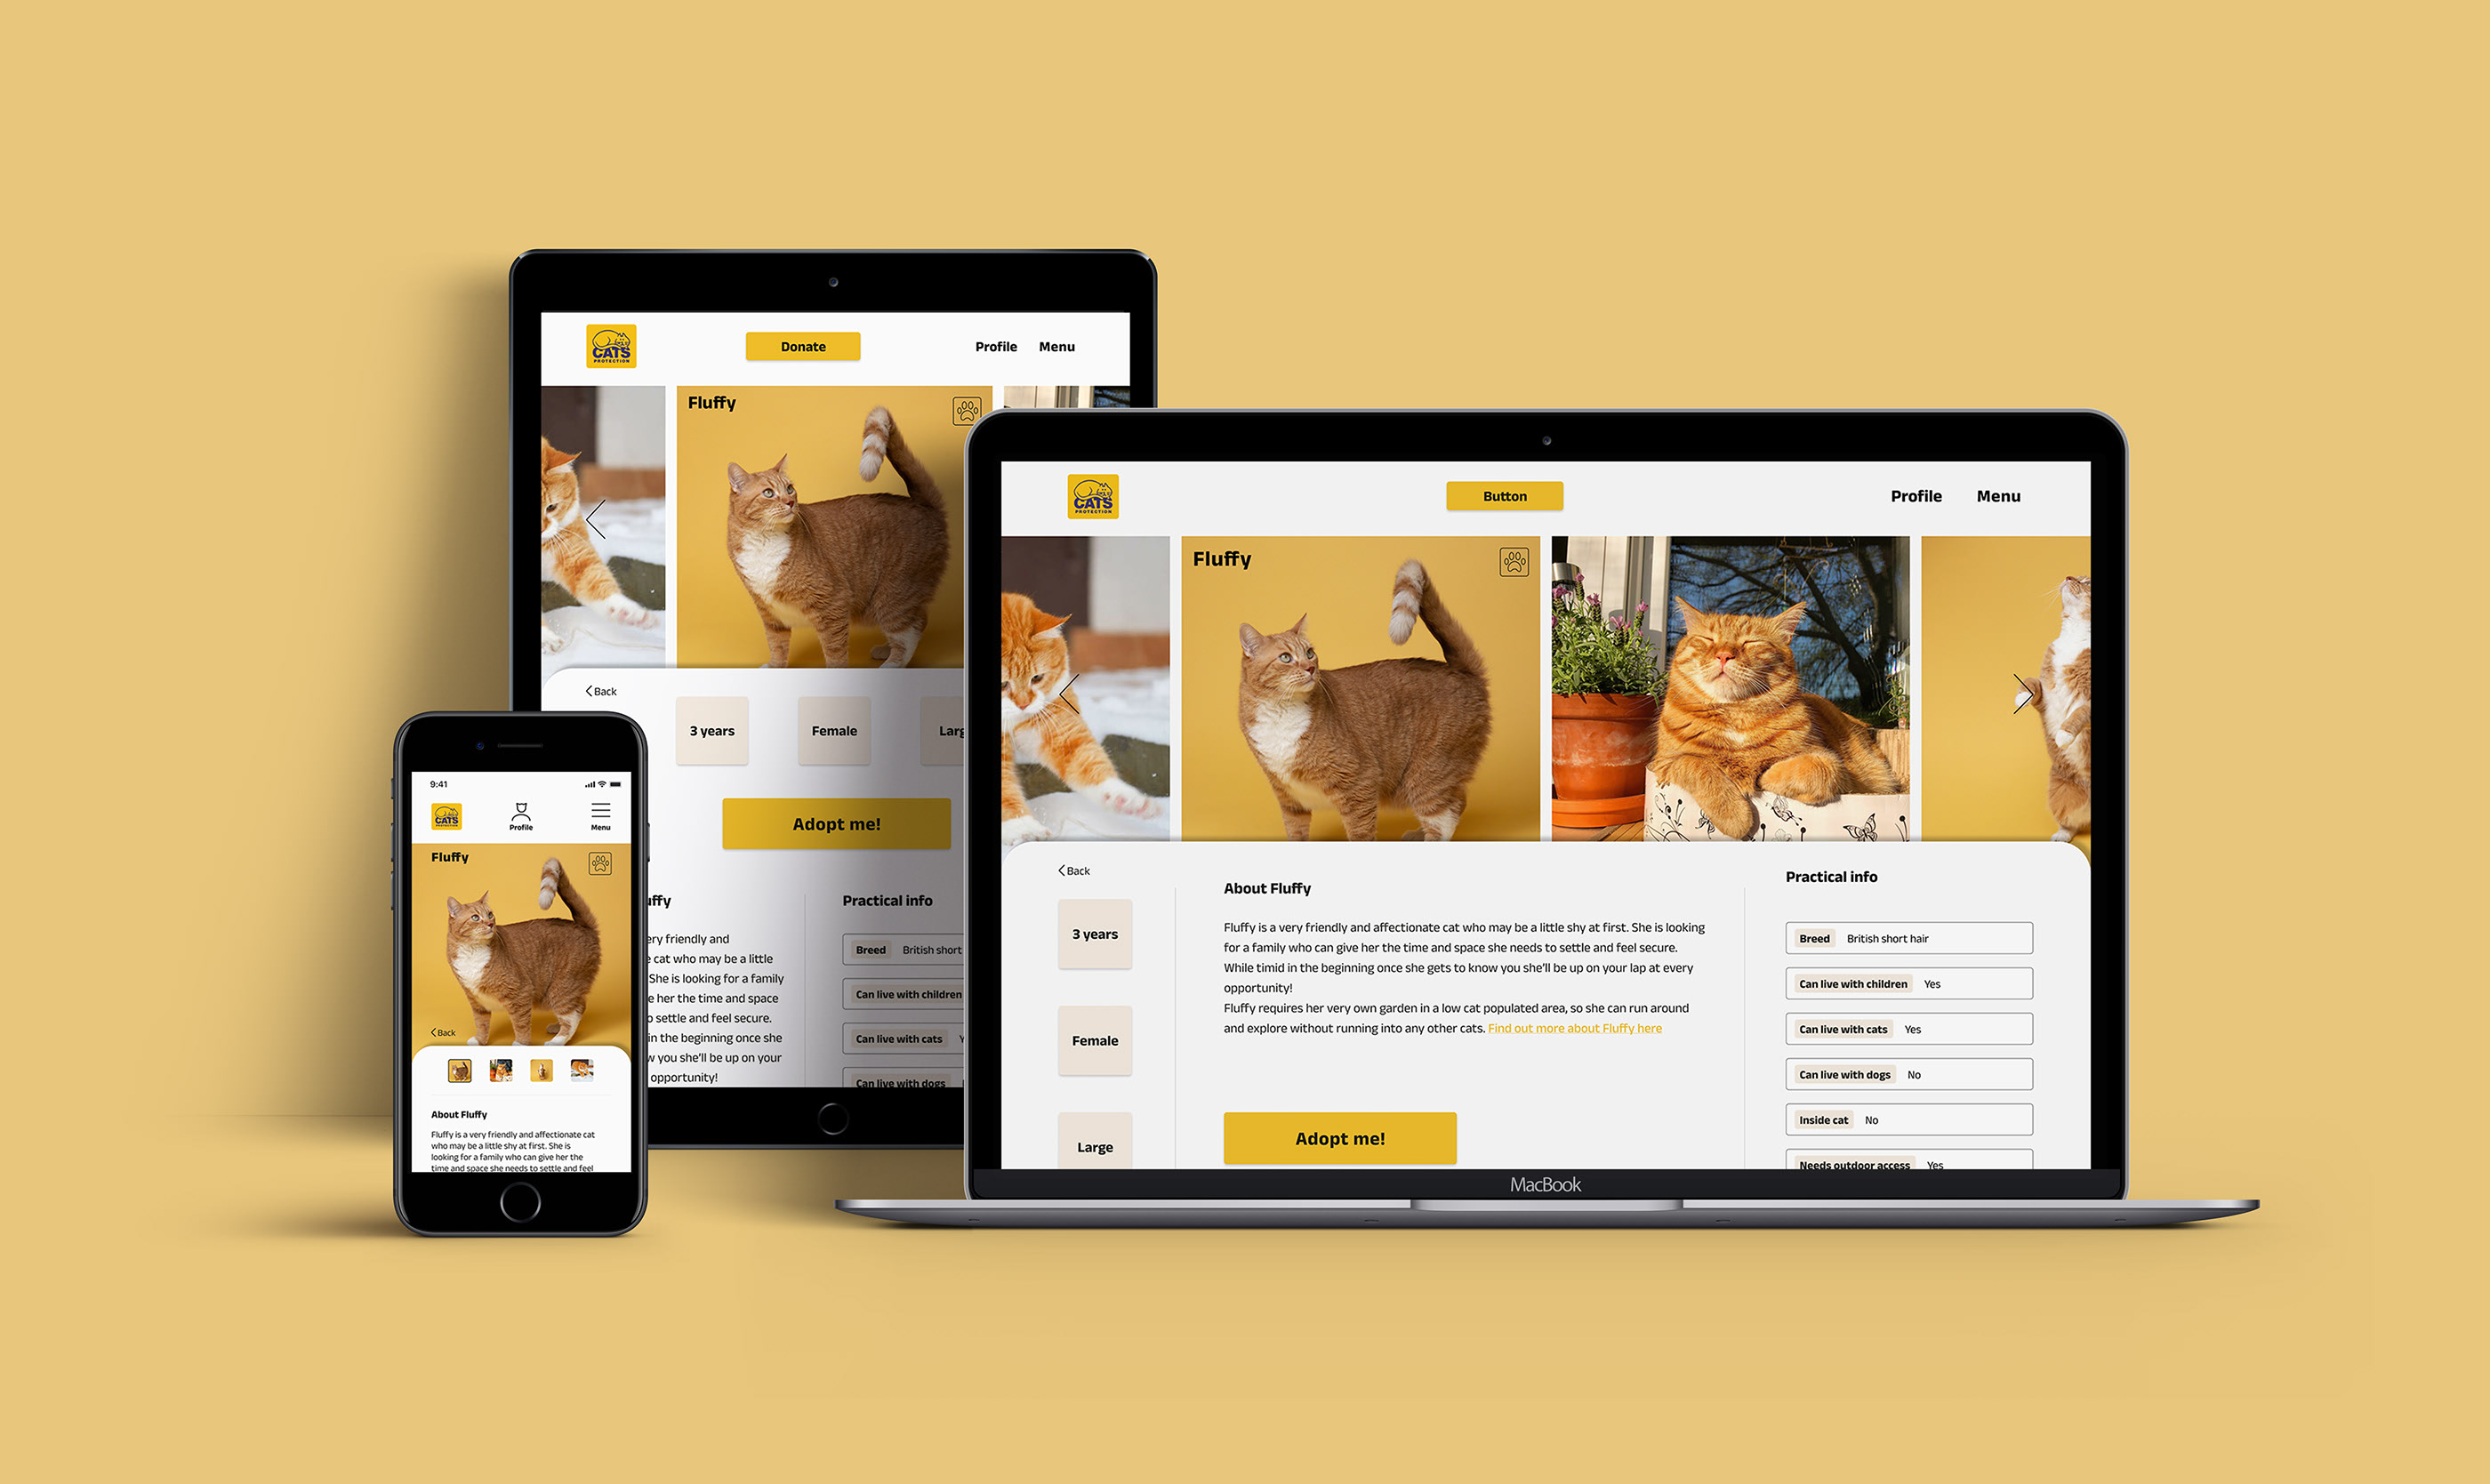 CATS
PROTECTION
Donate
Profile
Menu
Fluffy
Back
3 years
Female
Adopt me!
Practical info
ery friendly and
cat who may be a little
She is looking for a family
her the time and space
settle and feel secure.
in the beginning once she
you she'll be up on your
opportunity!
Breed British short
Can live with children
Can live with cats
Can live with dogs
9:41
CATS
PROTECTION
Profile
Menu
Fluffy
Back
About Fluffy
Fluffy is a very friendly and affectionate cat
who may be a little shy at first. She is
looking for a family who can give her the
time and space she needs to settle and feel
CATS
PROTECTION
Button
Profile
Menu
Fluffy
Back
3 years
Female
Large
About Fluffy
Fluffy is a very friendly and affectionate cat who may be a little shy at first. She is looking
for a family who can give her the time and space she needs to settle and feel secure.
While timid in the beginning once she gets to know you she'll be up on your lap at every
opportunity!
Fluffy requires her very own garden in a low cat populated area, so she can run around
and explore without running into any other cats. Find out more about Fluffy here
Adopt me!
Practical info
Breed British short hair
Can live with children Yes
Can live with cats Yes
Can live with dogs No
Inside cat No
Needs outdoor access Yes
MacBook